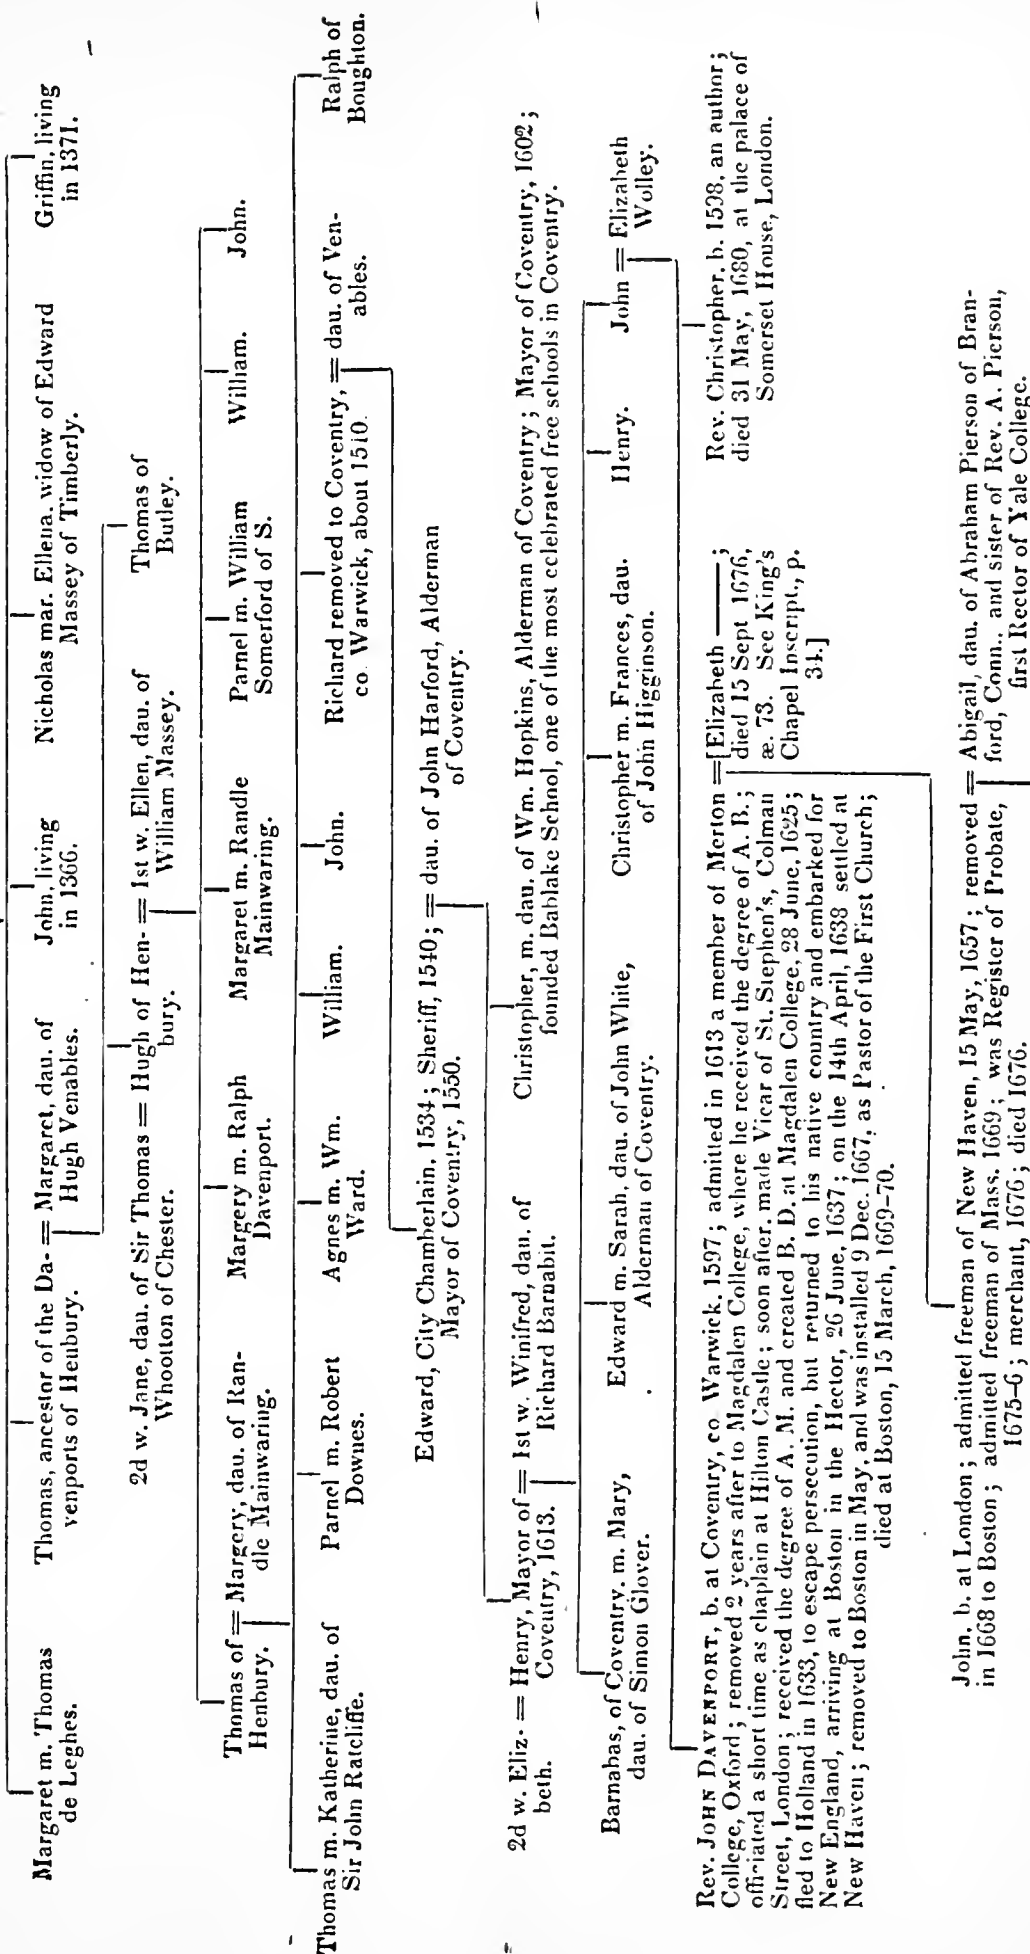 Margaret m. Thomas
de Leghes.
Thomas, ancestor of the Da- = Margaret, dau. of
venports of Henbury. Hugh Venables.
John, living
in 1366.
Nicholas mar. Ellena, widow of Edward
Massey of Timberly.
Griffin, living
in 1371.
2d w. Jane, dau. of Sir Thomas = Hugh of Hen- = 1st w. Ellen, dau. of
Whootton of Chester. bury. William Massey.
Thomas of
Butley.
Thomas of = Margery, dau. of Ran-
Henbury. dle Mainwaring.
Margery m. Ralph
Davenport.
Margaret m. Randle
Mainwaring.
Parnel m. William
Somerford of S.
William.
John.
Thomas m. Katherine, dau. of
Sir John Ratcliffe.
Parnel m. Robert
Downes.
Agnes m. Wm.
Ward.
William.
John.
Richard removed to Coventry, = dau. of Ven-
co. Warwick, about 1510. ables.
Ralph of
Boughton.
Edward, City Chamberlain, 1534; Sheriff, 1540; = dau. of John Harford, Alderman
Mayor of Coventry, 1550. of Coventry.
2d w. Eliz- = Henry, Mayor of = 1st w. Winifred, dau. of
beth. Coventry, 1613. Richard Barnabit.
Christopher, m. dau. of Wm. Hopkins, Alderman of Coventry; Mayor of Coventry, 1602;
founded Bablake School, one of the most celebrated free schools in Coventry.
Barnabas, of Coventry. m. Mary,
dau. of Simon Glover.
Edward m. Sarah, dau. of John White,
Alderman of Coventry.
Christopher m. Frances, dau.
of John Higginson.
Henry.
John = Elizabeth
Wolley.
Rev. JOHN DAVENPORT, b. at Coventry, co. Warwick, 1597; admitted in 1613 a member of Merton
College, Oxford; removed 2 years after to Magdalen College, where he received the degree of A. B.;
officiated a short time as chaplain at Hilton Castle; soon after, made Vicar of St. Stephen's, Colman
Street, London; received the degree of A. M. and created B. D. at Magdalen College, 28 June, 1625;
fled to Holland in 1633, to escape persecution, but returned to his native country and embarked for
New England, arriving at Boston in the Hector, 26 June, 1637; on the 14th April, 1638 settled at
New Haven; removed to Boston in May, and was installed 9 Dec. 1667, as Pastor of the First Church;
died at Boston, 15 March, 1669-70.
=[Elizabeth ———;
died 15 Sept 1676,
æ. 73. See King's
Chapel Inscript., p.
34.]
Rev. Christopher, b. 1598, an author;
died 31 May, 1680, at the palace of
Somerset House, London.
John, b. at London; admitted freeman of New Haven, 15 May, 1657; removed = Abigail, dau. of Abraham Pierson of Bran-
in 1668 to Boston; admitted freeman of Mass. 1669; was Register of Probate, ford, Conn., and sister of Rev. A. Pierson,
1675-6; merchant, 1676; died 1676. first Rector of Yale College.